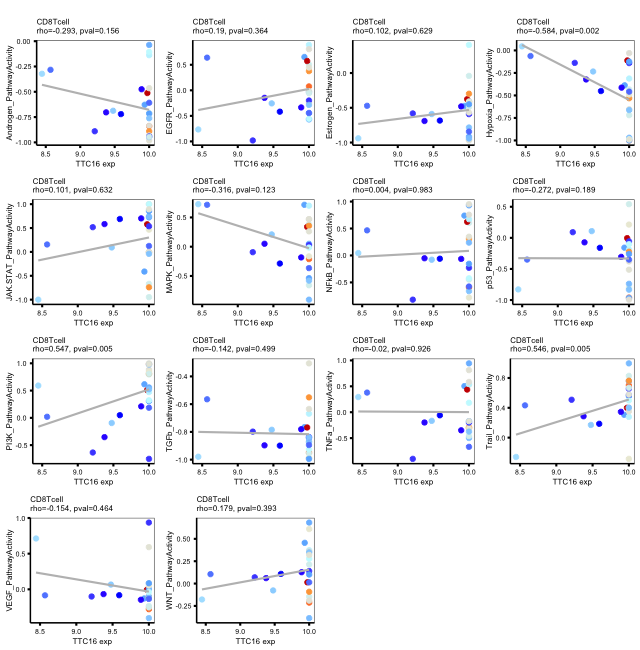 CD8Tcell
rho=-0.293, pval=0.156
Androgen_PathwayActivity
0.00
-0.25
-0.50
-0.75
-1.00
8.5 9.0 9.5 10.0
TTC16 exp
CD8Tcell
rho=0.19, pval=0.364
EGFR_PathwayActivity
1.0
0.5
0.0
-0.5
-1.0
8.5 9.0 9.5 10.0
TTC16 exp
CD8Tcell
rho=0.102, pval=0.629
Estrogen_PathwayActivity
0.0
-0.5
-1.0
8.5 9.0 9.5 10.0
TTC16 exp
CD8Tcell
rho=-0.584, pval=0.002
Hypoxia_PathwayActivity
0.00
-0.25
-0.50
-0.75
-1.00
8.5 9.0 9.5 10.0
TTC16 exp
CD8Tcell
rho=0.101, pval=0.632
JAK.STAT_PathwayActivity
1.0
0.5
0.0
-0.5
-1.0
8.5 9.0 9.5 10.0
TTC16 exp
CD8Tcell
rho=-0.316, pval=0.123
MAPK_PathwayActivity
0.5
0.0
-0.5
8.5 9.0 9.5 10.0
TTC16 exp
CD8Tcell
rho=0.004, pval=0.983
NFkB_PathwayActivity
1.0
0.5
0.0
-0.5
8.5 9.0 9.5 10.0
TTC16 exp
CD8Tcell
rho=-0.272, pval=0.189
p53_PathwayActivity
0.5
0.0
-0.5
-1.0
8.5 9.0 9.5 10.0
TTC16 exp
CD8Tcell
rho=0.547, pval=0.005
PI3K_PathwayActivity
1.0
0.5
0.0
-0.5
8.5 9.0 9.5 10.0
TTC16 exp
CD8Tcell
rho=-0.142, pval=0.499
TGFb_PathwayActivity
-0.4
-0.6
-0.8
-1.0
8.5 9.0 9.5 10.0
TTC16 exp
CD8Tcell
rho=-0.02, pval=0.926
TNFa_PathwayActivity
1.0
0.5
0.0
-0.5
8.5 9.0 9.5 10.0
TTC16 exp
CD8Tcell
rho=0.546, pval=0.005
Trail_PathwayActivity
0.8
0.4
0.0
8.5 9.0 9.5 10.0
TTC16 exp
CD8Tcell
rho=-0.154, pval=0.464
VEGF_PathwayActivity
1.0
0.5
0.0
8.5 9.0 9.5 10.0
TTC16 exp
CD8Tcell
rho=0.179, pval=0.393
WNT_PathwayActivity
0.50
0.25
0.00
-0.25
8.5 9.0 9.5 10.0
TTC16 exp